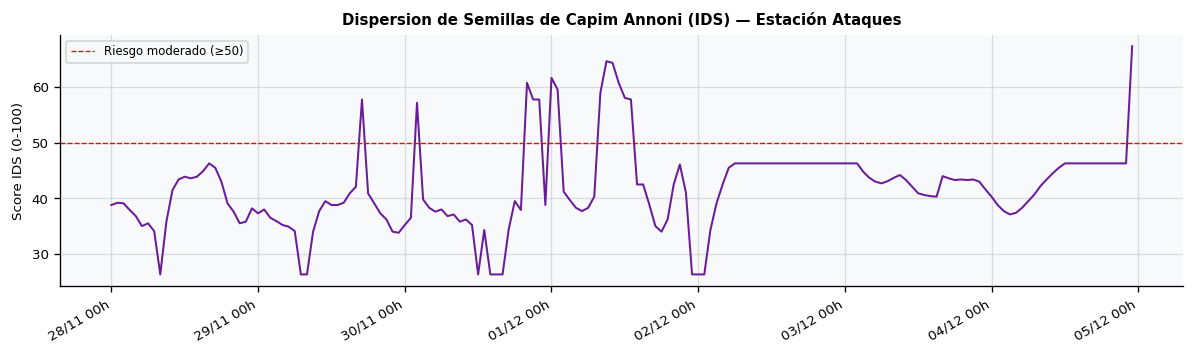 Dispersion de Semillas de Capim Annoni (IDS) — Estación Ataques
Riesgo moderado (≥50)
Score IDS (0-100)
60
50
40
30
28/11 00h
29/11 00h
30/11 00h
01/12 00h
02/12 00h
03/12 00h
04/12 00h
05/12 00h